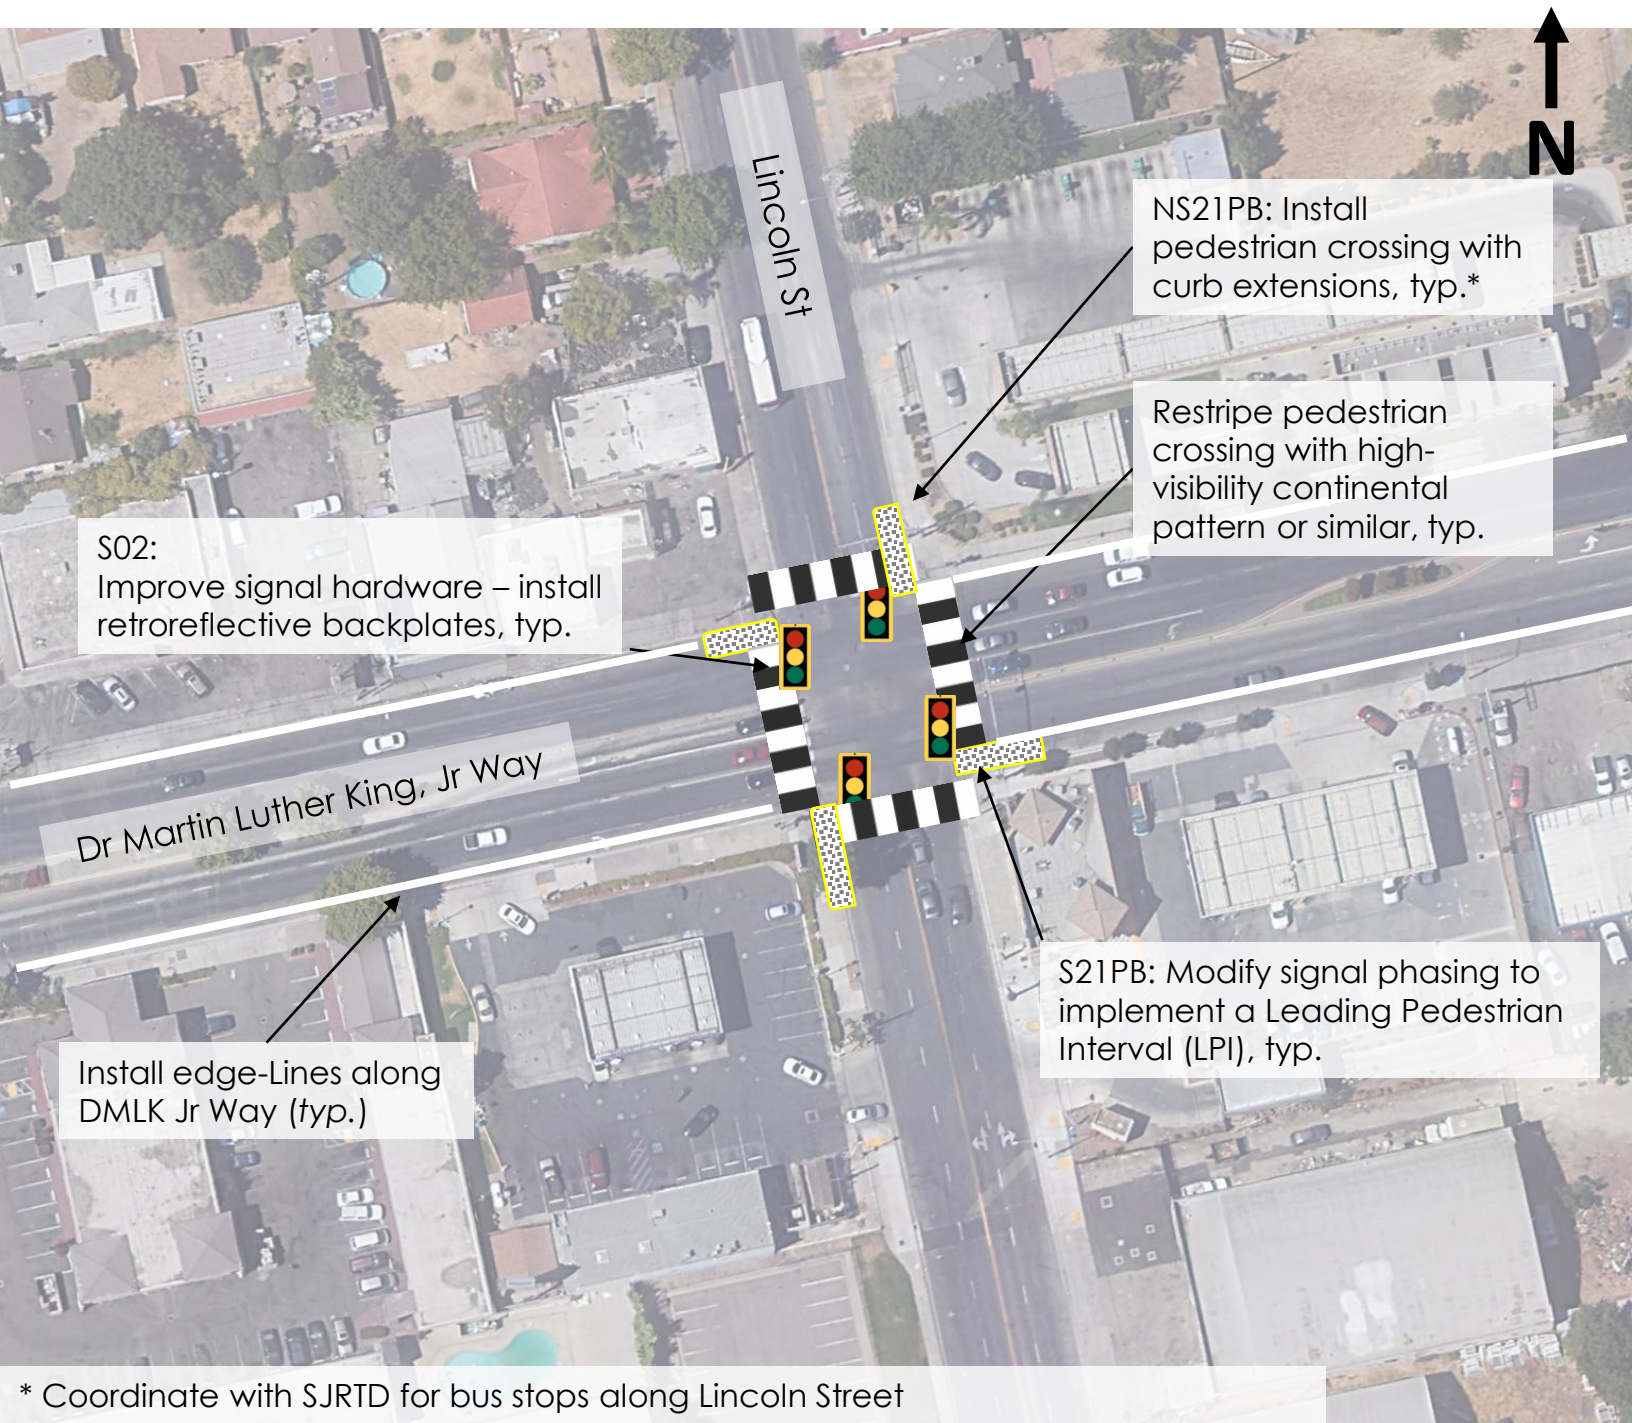 N
Lincoln St
NS21PB: Install
pedestrian crossing with
curb extensions, typ.*
Restripe pedestrian
crossing with high-
visibility continental
pattern or similar, typ.
S02:
Improve signal hardware – install
retroreflective backplates, typ.
Dr Martin Luther King, Jr Way
S21PB: Modify signal phasing to
implement a Leading Pedestrian
Interval (LPI), typ.
Install edge-Lines along
DMLK Jr Way (typ.)
* Coordinate with SJRTD for bus stops along Lincoln Street